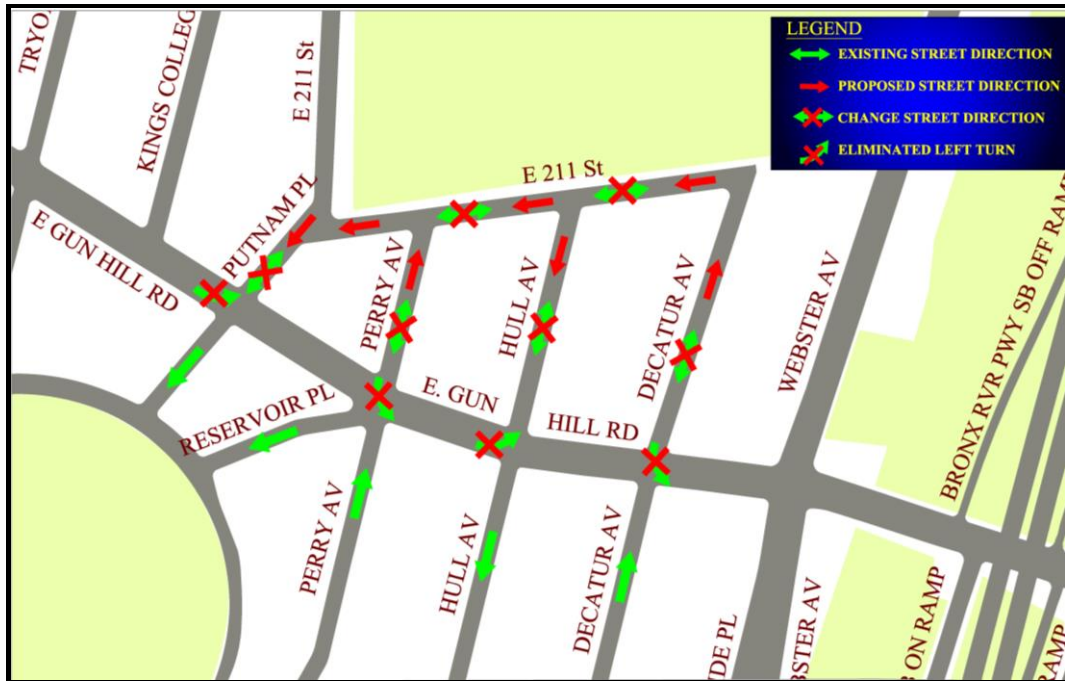 LEGEND
EXISTING STREET DIRECTION
PROPOSED STREET DIRECTION
CHANGE STREET DIRECTION
ELIMINATED LEFT TURN
TRYO
KINGS COLLEG
E 211 St
E 211 St
E GUN HILL RD
PUTNAM PL
PERRY AV
HULL AV
DECATUR AV
WEBSTER AV
BRONX RVR PWY SB OFF RAMP
E. GUN
HILL RD
RESERVOIR PL
PERRY AV
HULL AV
DECATUR AV
DE PL
BSTER AV
B ON RAMP
RAMP